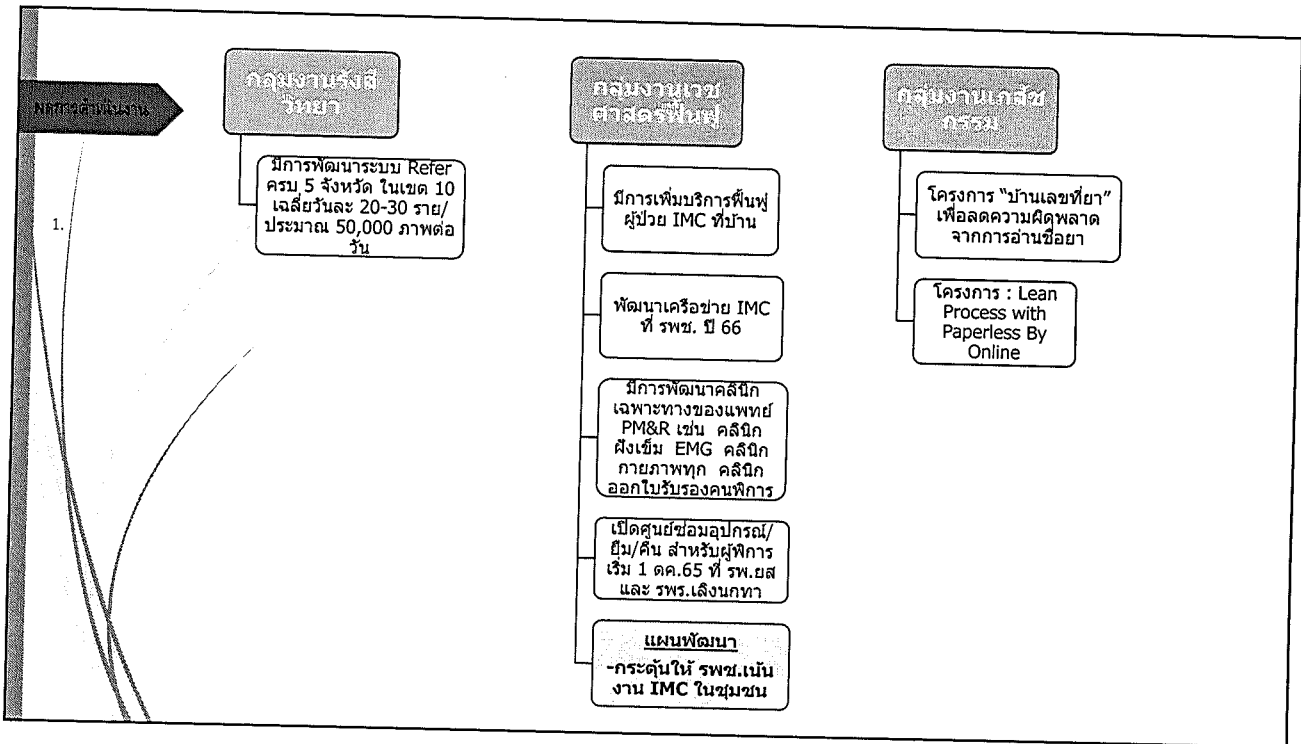 ผลการดำเนินงาน
1.
กลุ่มงานรังสี
วิทยา
มีการพัฒนาระบบ Refer
ครบ 5 จังหวัด ในเขต 10
เฉลี่ยวันละ 20-30 ราย/
ประมาณ 50,000 ภาพต่อ
วัน
กลุ่มงานเวช
ศาสตร์ฟื้นฟู
มีการเพิ่มบริการฟื้นฟู
ผู้ป่วย IMC ที่บ้าน
พัฒนาเครือข่าย IMC
ที่ รพช. ปี 66
มีการพัฒนาคลินิก
เฉพาะทางของแพทย์
PM&R เช่น คลินิก
ฝังเข็ม EMG คลินิก
กายภาพทุก คลินิก
ออกใบรับรองคนพิการ
เปิดศูนย์ซ่อมอุปกรณ์/
ยืม/คืน สำหรับผู้พิการ
เริ่ม 1 ตค.65 ที่ รพ.ยส
และ รพร.เลิงนกทา
แผนพัฒนา
-กระตุ้นให้ รพช.เน้น
งาน IMC ในชุมชน
กลุ่มงานเภสัช
กรรม
โครงการ “บ้านเลขที่ยา”
เพื่อลดความผิดพลาด
จากการอ่านชื่อยา
โครงการ : Lean
Process with
Paperless By
Online